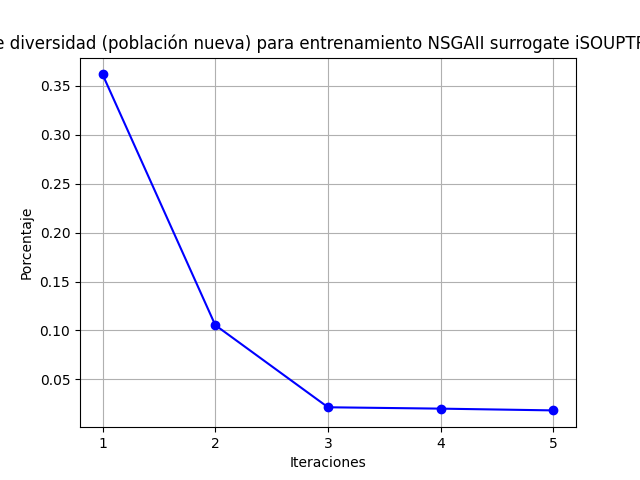 e diversidad (población nueva) para entrenamiento NSGAII surrogate iSOUPT
0.35
0.30
0.25
0.20
0.15
0.10
0.05
Porcentaje
1 2 3 4 5
Iteraciones